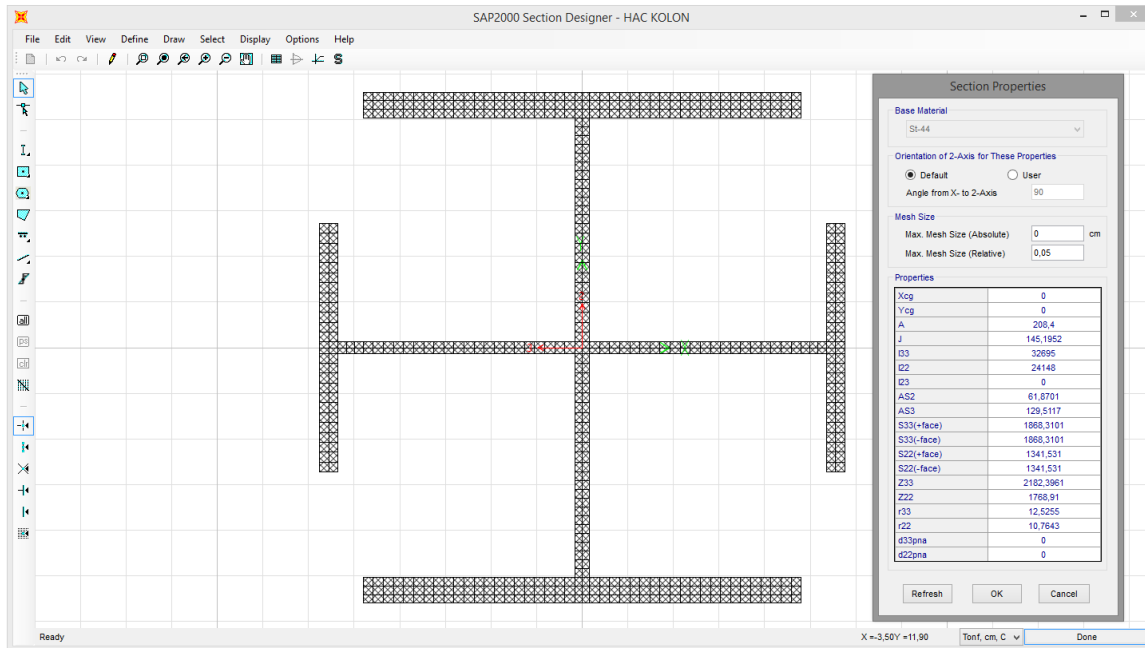 SAP2000 Section Designer - HAC KOLON
File Edit View Define Draw Select Display Options Help
Section Properties
Base Material
St-44
Orientation of 2-Axis for These Properties
Default User
Angle from X- to 2-Axis 90
Mesh Size
Max. Mesh Size (Absolute) 0 cm
Max. Mesh Size (Relative) 0,05
Properties
Xcg 0
Ycg 0
A 208,4
J 145,1952
I33 32695
I22 24148
I23 0
AS2 61,8701
AS3 129,5117
S33(+face) 1868,3101
S33(-face) 1868,3101
S22(+face) 1341,531
S22(-face) 1341,531
Z33 2182,3961
Z22 1768,91
r33 12,5255
r22 10,7643
d33pna 0
d22pna 0
Refresh OK Cancel
all
ps
clr
Ready X =-3,50Y =11,90 Tonf, cm, C Done